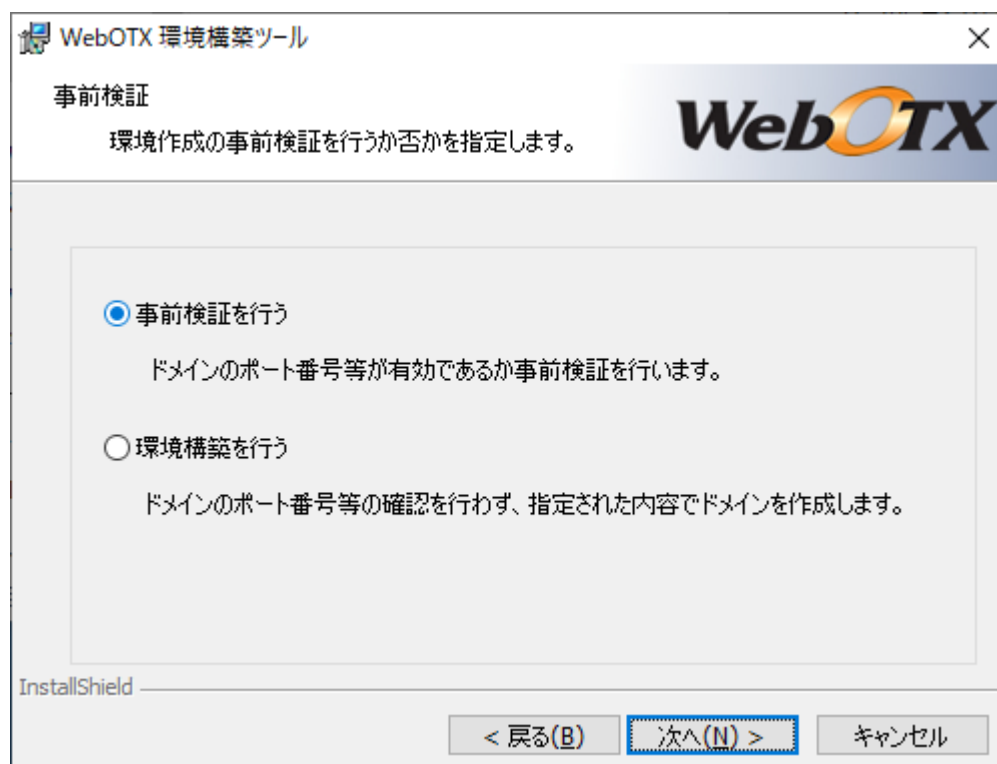 WebOTX 環境構築ツール
事前検証
環境作成の事前検証を行うか否かを指定します。
WebOTX
事前検証を行う
ドメインのポート番号等が有効であるか事前検証を行います。
環境構築を行う
ドメインのポート番号等の確認を行わず、指定された内容でドメインを作成します。
InstallShield
< 戻る(B)
次へ(N) >
キャンセル